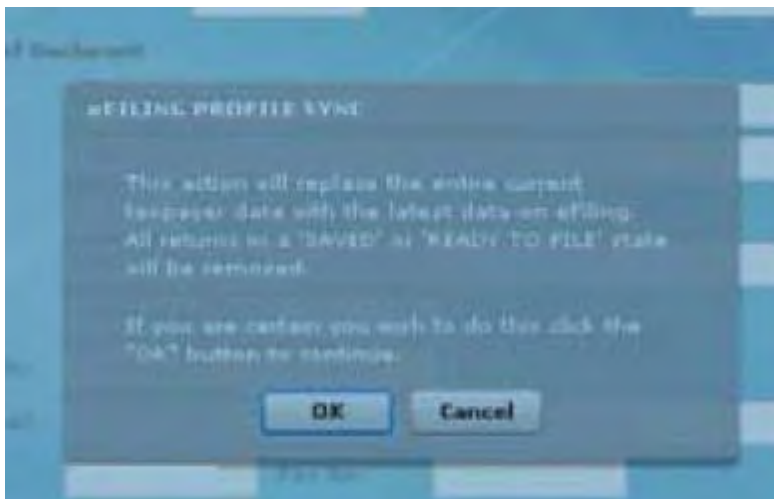 eFILING PROFILE SYNC
This action will replace the entire current
taxpayer data with the latest data on eFiling.
All returns in a 'SAVED' or 'READY TO FILE' state
will be removed.
If you are certain you wish to do this click the
"OK" button to continue.
OK Cancel